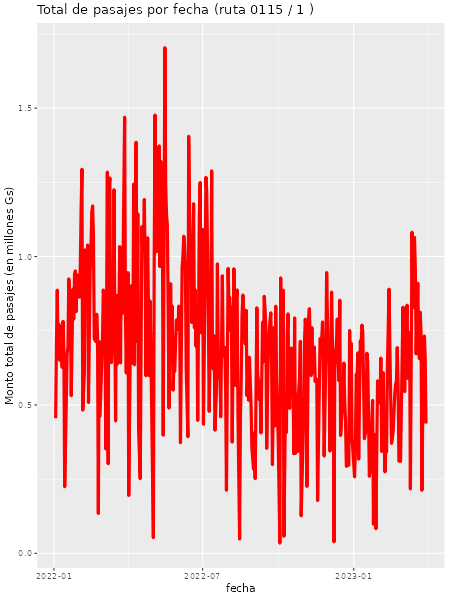 Total de pasajes por fecha (ruta 0115 / 1 )
Monto total de pasajes (en millones Gs)
1.5
1.0
0.5
0.0
2022-01
2022-07
2023-01
fecha